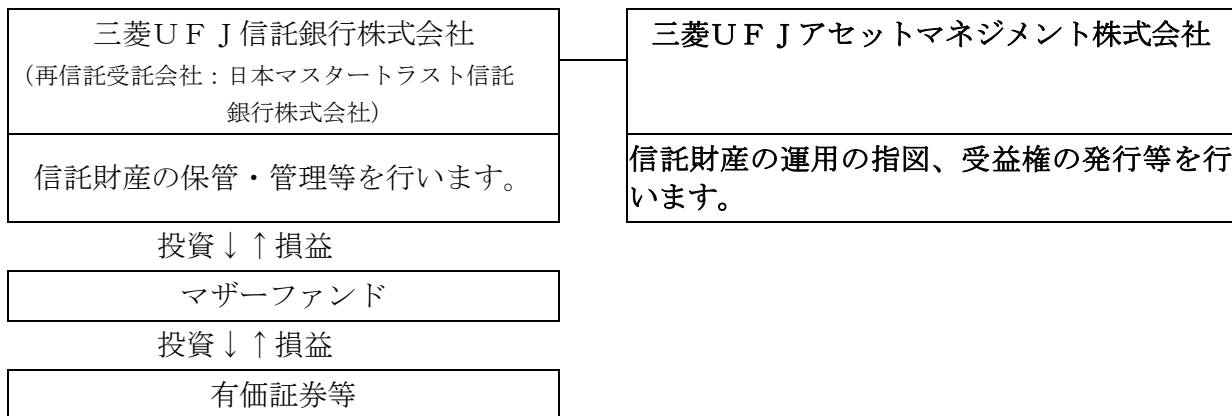 三菱ＵＦＪ信託銀行株式会社
（再信託受託会社：日本マスタートラスト信託
銀行株式会社）
信託財産の保管・管理等を行います。
三菱ＵＦＪアセットマネジメント株式会社
信託財産の運用の指図、受益権の発行等を行
います。
投資↓↑損益
マザーファンド
投資↓↑損益
有価証券等